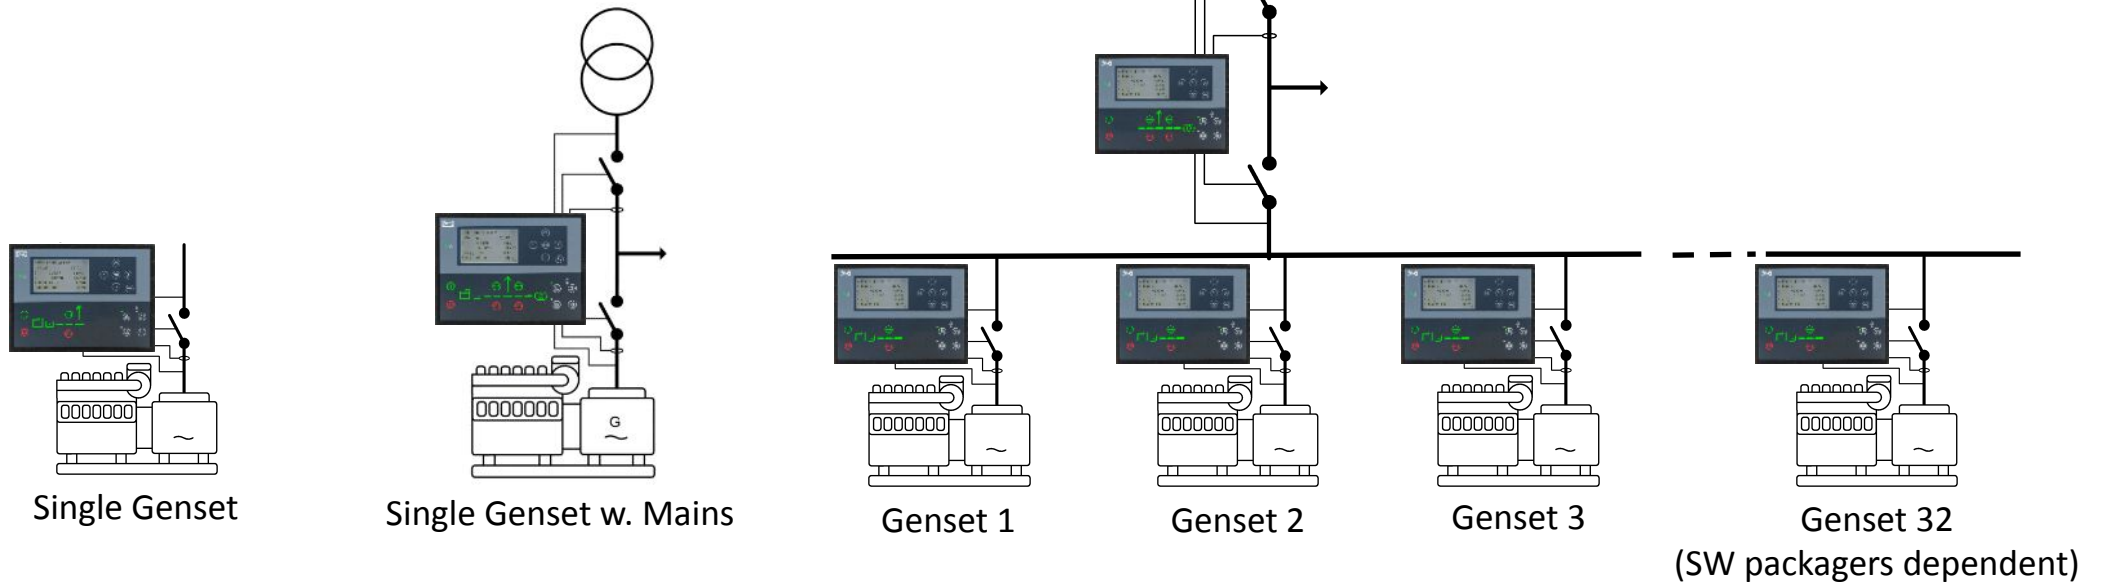 G
Single Genset
Single Genset w. Mains
Genset 1
Genset 2
Genset 3
Genset 32
(SW packagers dependent)